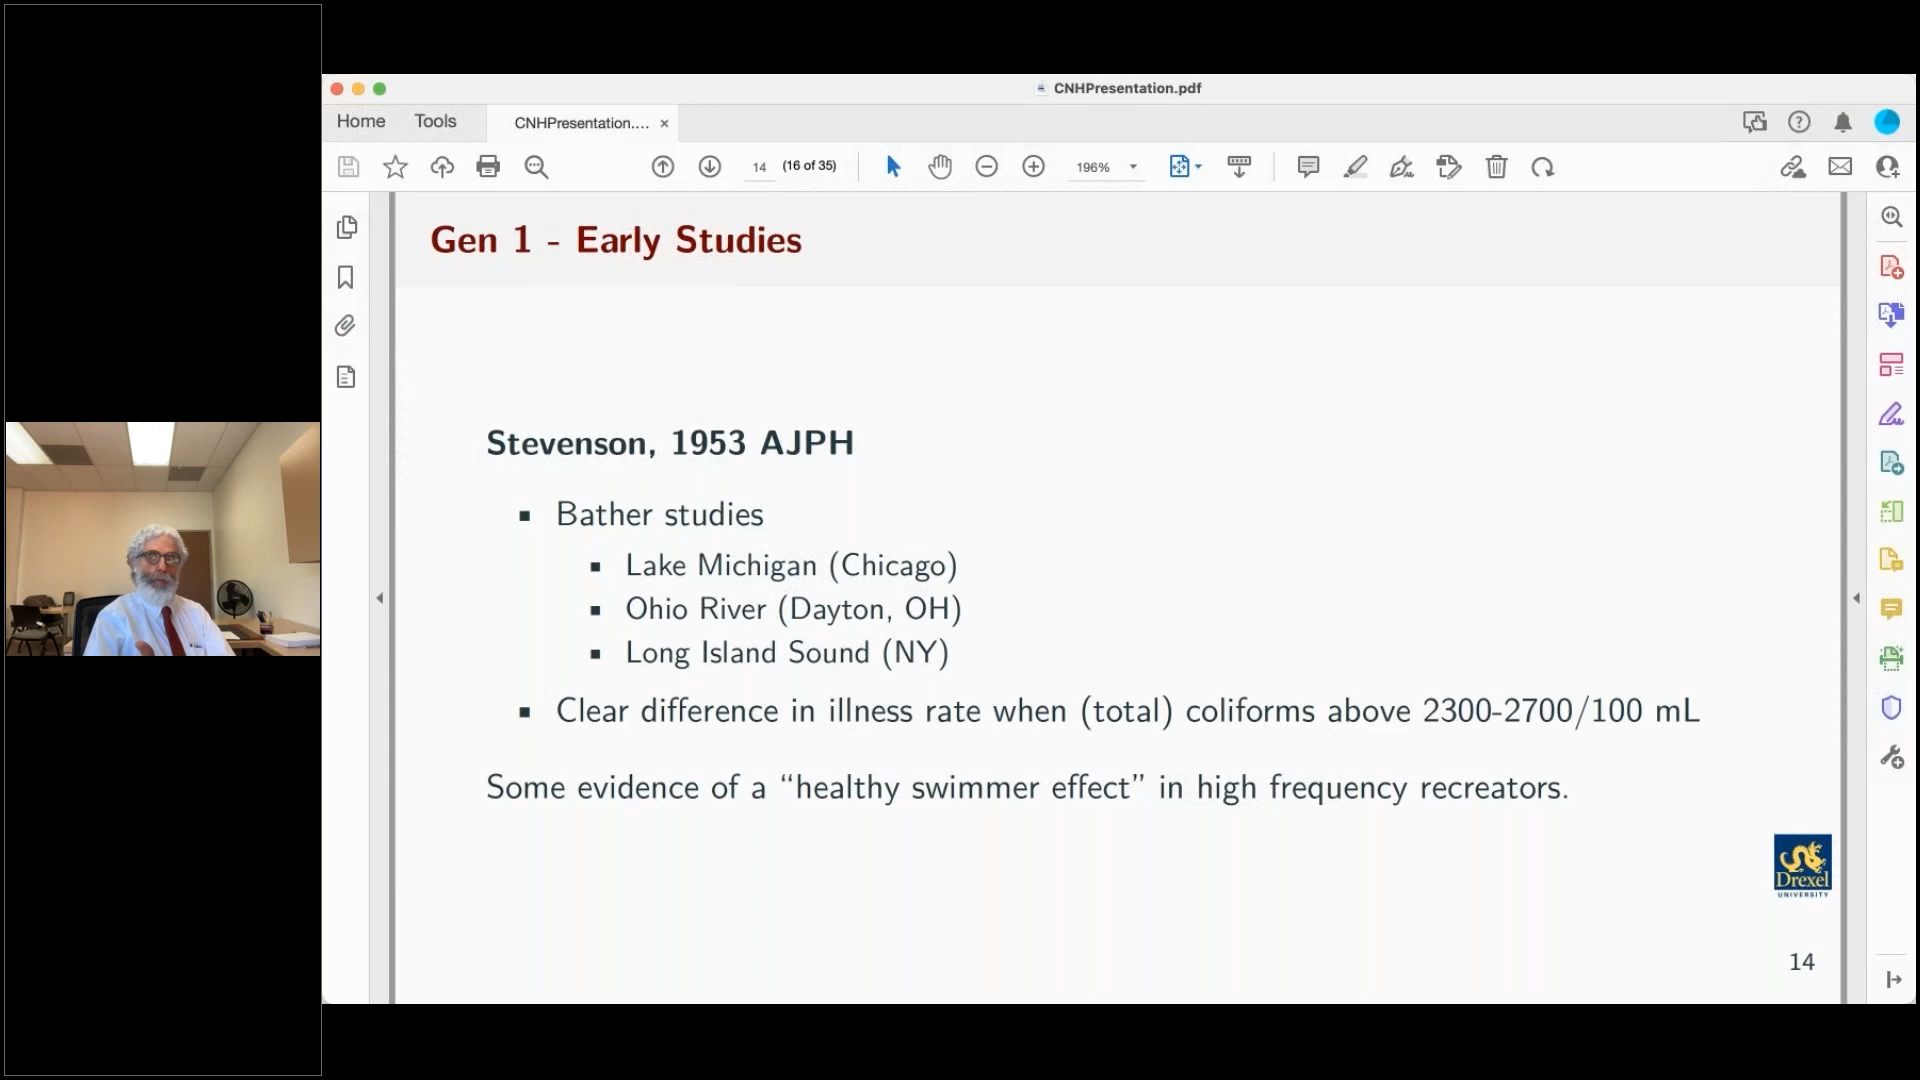 CNHPresentation.pdf
Home
Tools
CNHPresentation.... ×
14
(16 of 35)
196%
Gen 1 - Early Studies
Stevenson, 1953 AJPH
▪ Bather studies
▪ Lake Michigan (Chicago)
▪ Ohio River (Dayton, OH)
▪ Long Island Sound (NY)
▪ Clear difference in illness rate when (total) coliforms above 2300-2700/100 mL
Some evidence of a “healthy swimmer effect” in high frequency recreators.
Drexel
UNIVERSITY
14